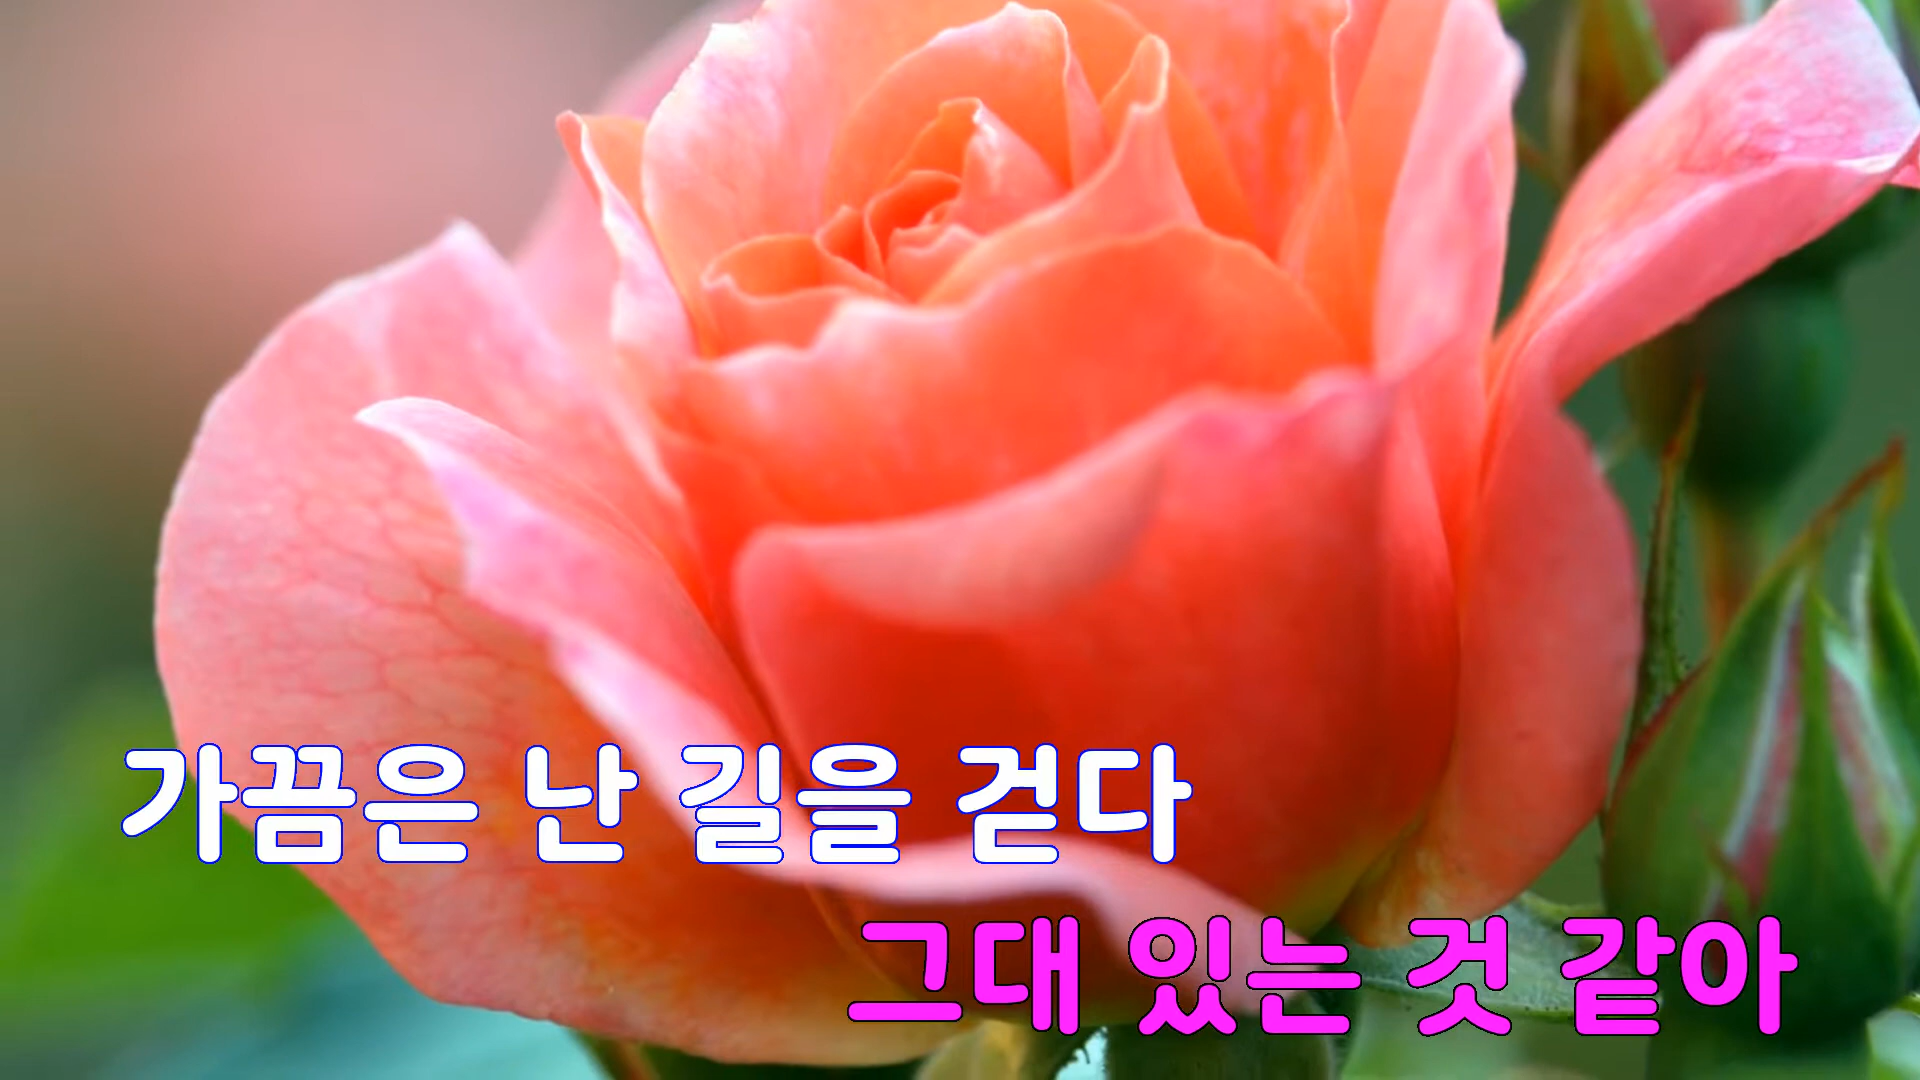 가끔은 난 길을 걷다
그대 있는 것 같아